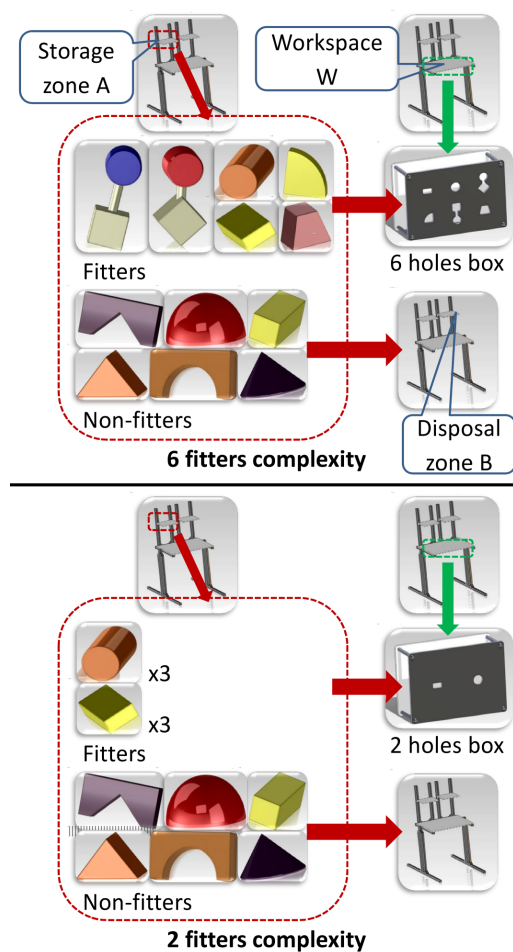 Storage
zone A
Workspace
W
Fitters
6 holes box
Non-fitters
Disposal
zone B
6 fitters complexity
x3
x3
Fitters
2 holes box
Non-fitters
2 fitters complexity